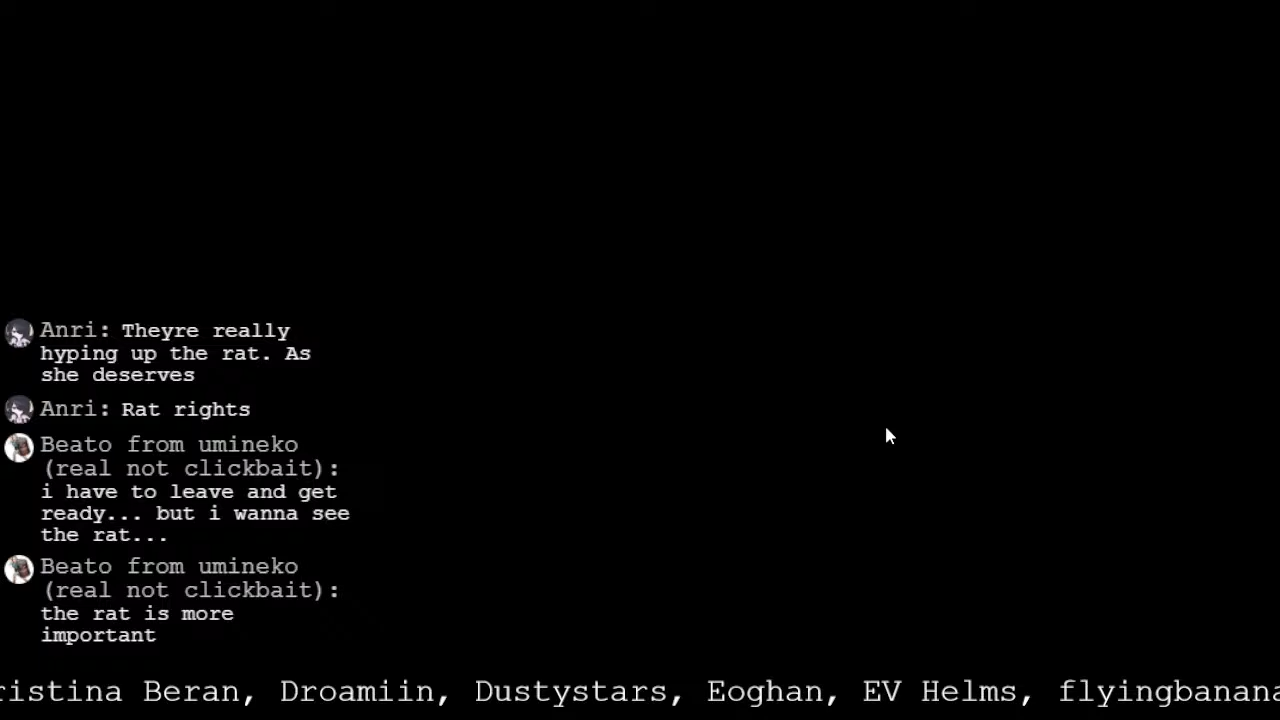 Anri: Theyre really
hyping up the rat. As
she deserves
Anri: Rat rights
Beato from umineko
(real not clickbait):
i have to leave and get
ready... but i wanna see
the rat...
Beato from umineko
(real not clickbait):
the rat is more
important
ristina Beran, Droamiin, Dustystars, Eoghan, EV Helms, flyingbanana